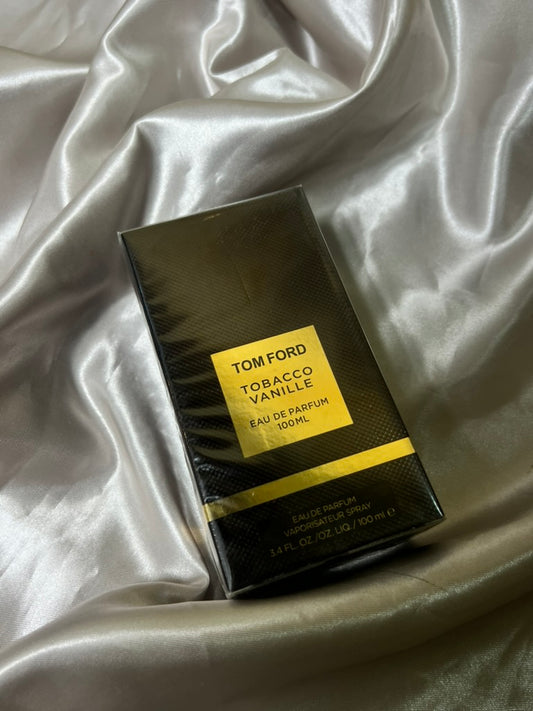 TOM FORD
TOBACCO
VANILLE
EAU DE PARFUM
100ML
EAU DE PARFUM
VAPORISATEUR SPRAY
3.4 FL. OZ./OZ. LIQ. / 100 ml ℮